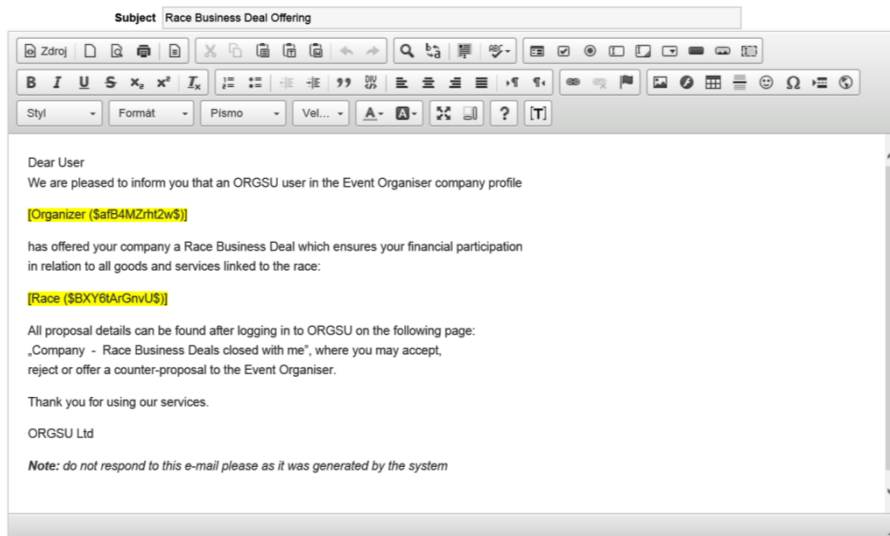 Subject Race Business Deal Offering
Zdroj
Styl Formát Písmo Vel...
Dear User
We are pleased to inform you that an ORGSU user in the Event Organiser company profile
[Organizer ($afB4MZrht2w$)]
has offered your company a Race Business Deal which ensures your financial participation
in relation to all goods and services linked to the race:
[Race ($BXY6tArGnvU$)]
All proposal details can be found after logging in to ORGSU on the following page:
„Company - Race Business Deals closed with me”, where you may accept,
reject or offer a counter-proposal to the Event Organiser.
Thank you for using our services.
ORGSU Ltd
Note: do not respond to this e-mail please as it was generated by the system